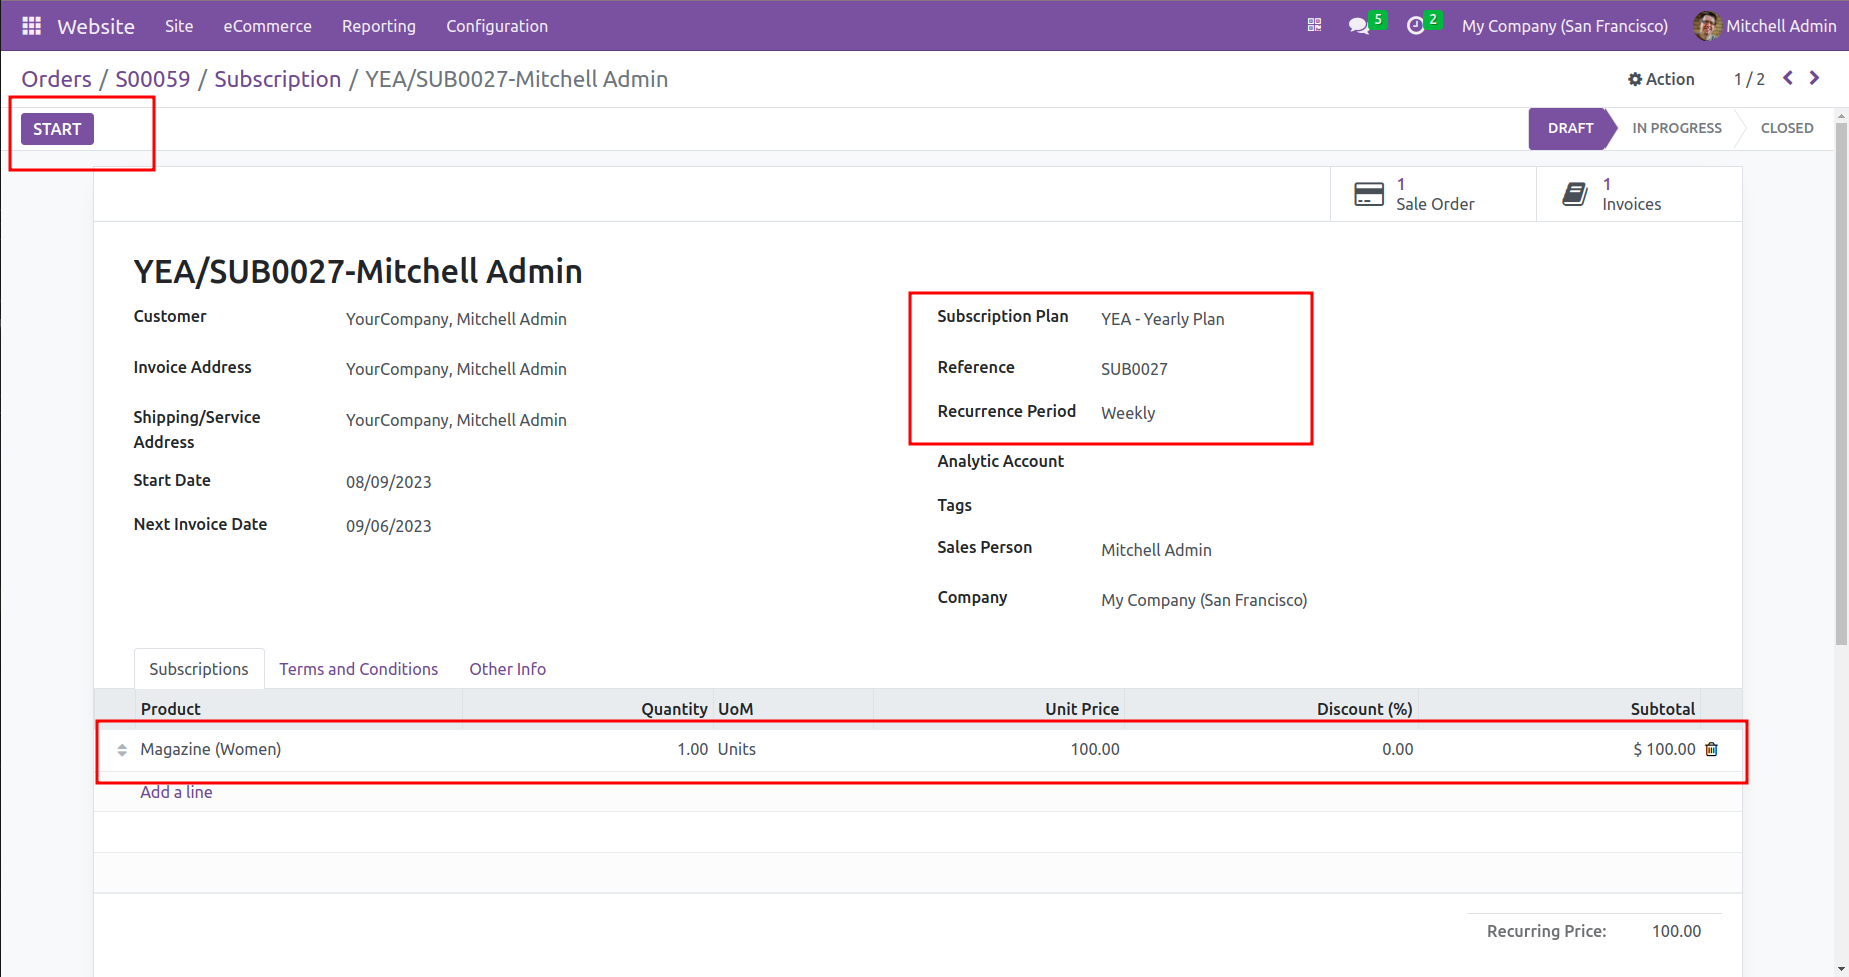 Website Site eCommerce Reporting Configuration 5 2 My Company (San Francisco) Mitchell Admin
Orders / S00059 / Subscription / YEA/SUB0027-Mitchell Admin Action 1 / 2
START DRAFT IN PROGRESS CLOSED
1 Sale Order
1 Invoices
YEA/SUB0027-Mitchell Admin
Customer YourCompany, Mitchell Admin
Invoice Address YourCompany, Mitchell Admin
Shipping/Service Address YourCompany, Mitchell Admin
Start Date 08/09/2023
Next Invoice Date 09/06/2023
Subscription Plan YEA - Yearly Plan
Reference SUB0027
Recurrence Period Weekly
Analytic Account
Tags
Sales Person Mitchell Admin
Company My Company (San Francisco)
Subscriptions Terms and Conditions Other Info
Product Quantity UoM Unit Price Discount (%) Subtotal
Magazine (Women) 1.00 Units 100.00 0.00 $ 100.00
Add a line
Recurring Price: 100.00